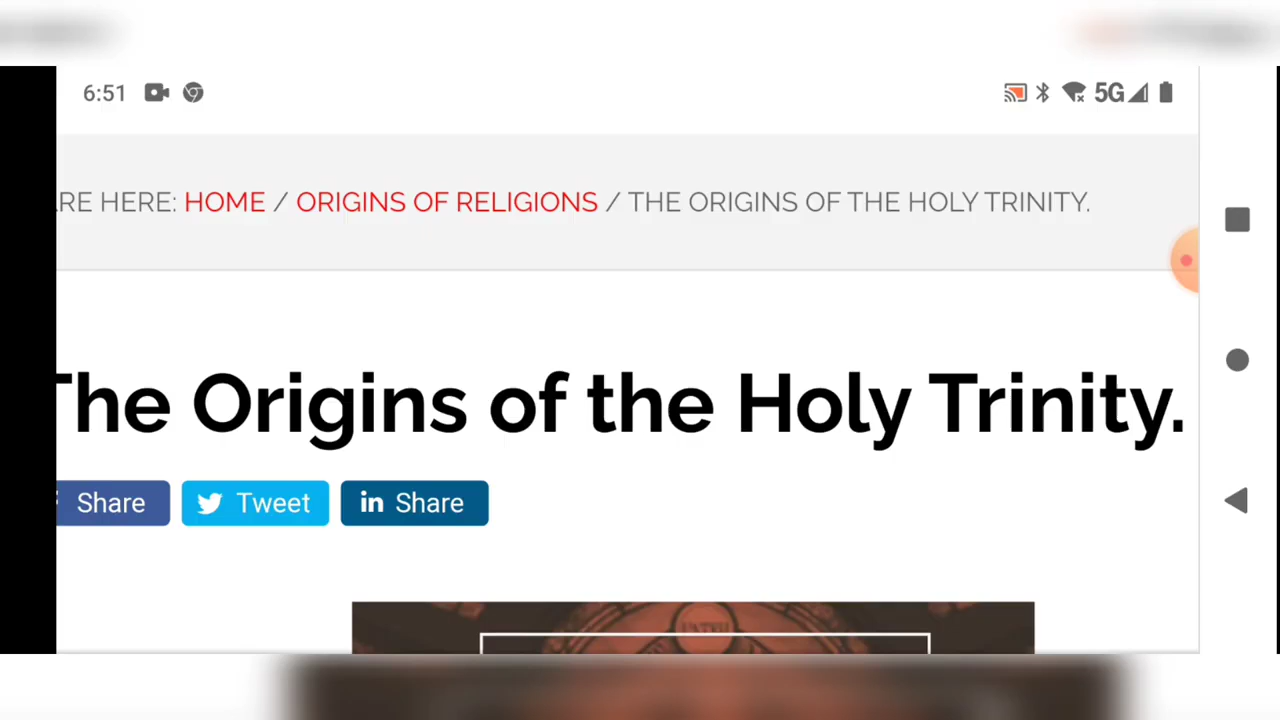 6:51
5G
RE HERE: HOME / ORIGINS OF RELIGIONS / THE ORIGINS OF THE HOLY TRINITY.
The Origins of the Holy Trinity.
Share
Tweet
in Share